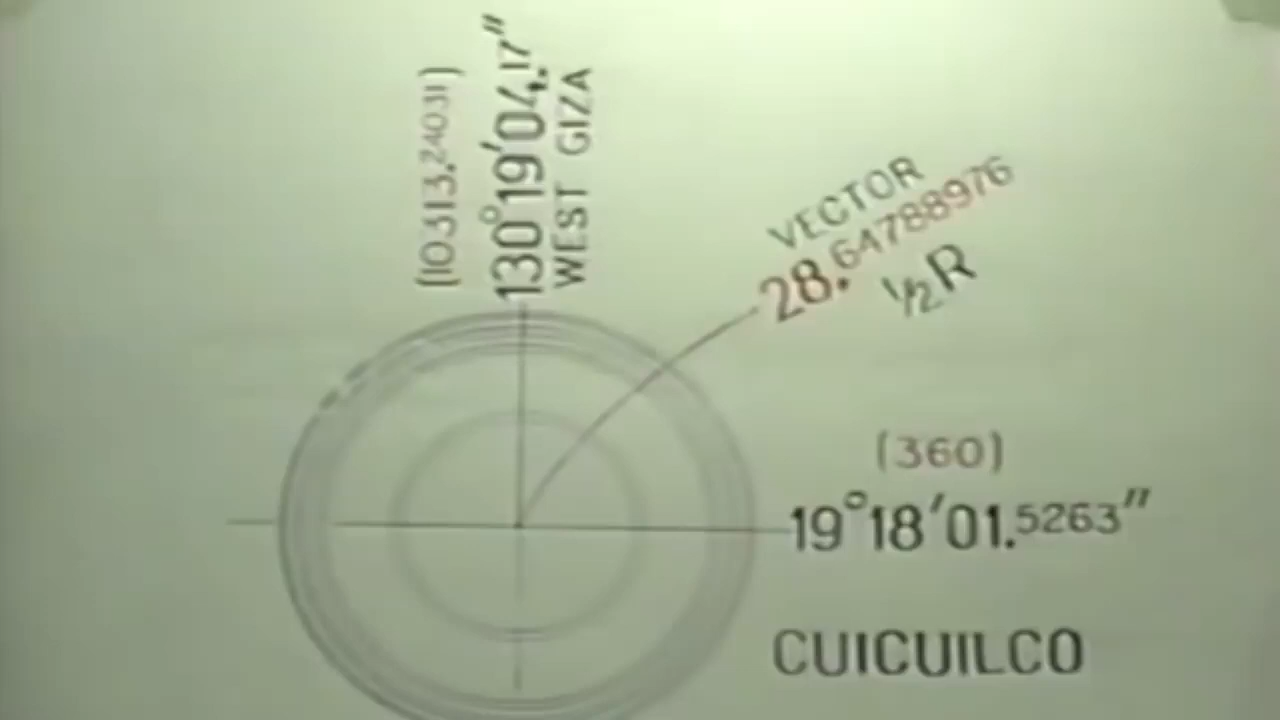 (10313.24031)
130°19'04.17"
WEST GIZA
VECTOR
28.64788976
½R
(360)
19°18'01.5263"
CUICUILCO